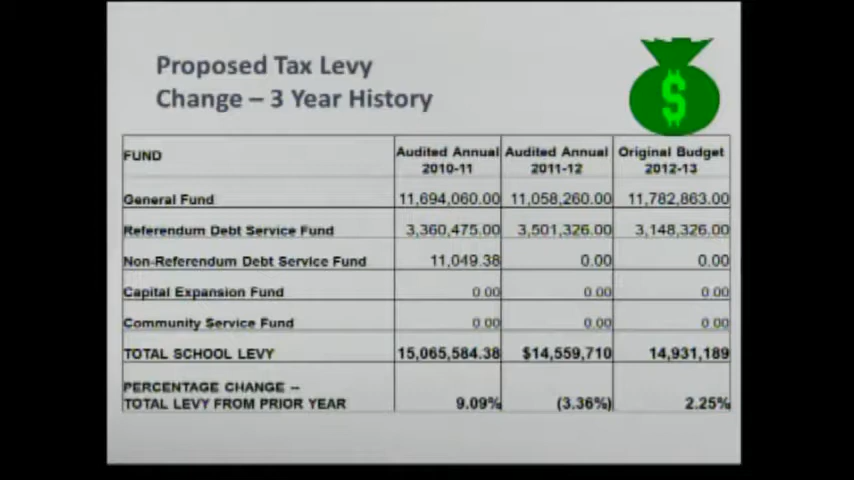 Proposed Tax Levy
Change – 3 Year History
$
FUND Audited Annual 2010-11 Audited Annual 2011-12 Original Budget 2012-13
General Fund 11,694,060.00 11,058,260.00 11,782,863.00
Referendum Debt Service Fund 3,360,475.00 3,501,326.00 3,148,326.00
Non-Referendum Debt Service Fund 11,049.38 0.00 0.00
Capital Expansion Fund 0.00 0.00 0.00
Community Service Fund 0.00 0.00 0.00
TOTAL SCHOOL LEVY 15,065,584.38 $14,559,710 14,931,189
PERCENTAGE CHANGE --
TOTAL LEVY FROM PRIOR YEAR 9.09% (3.36%) 2.25%